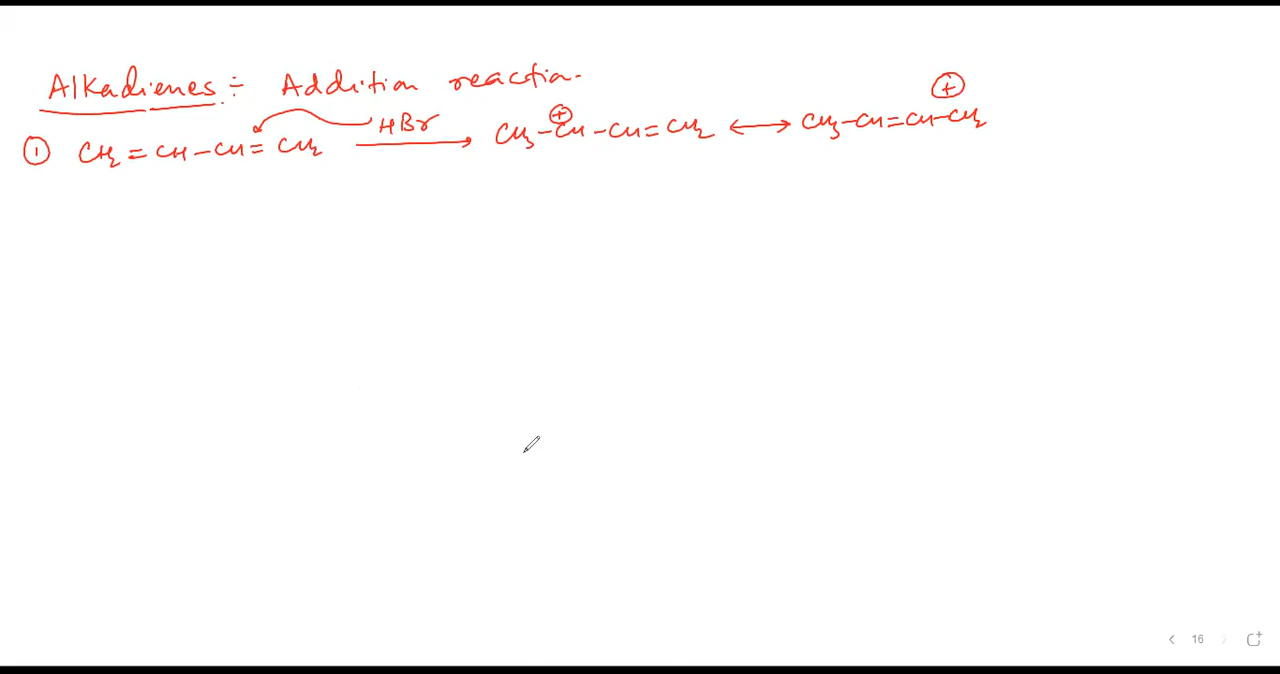 Alkadienes ÷ Addition reaction.
① CH₂ = CH – CH = CH₂ HBr → CH₃ – CH⊕ – CH = CH₂ ⟷ CH₃ – CH = CH – CH₂⊕
16